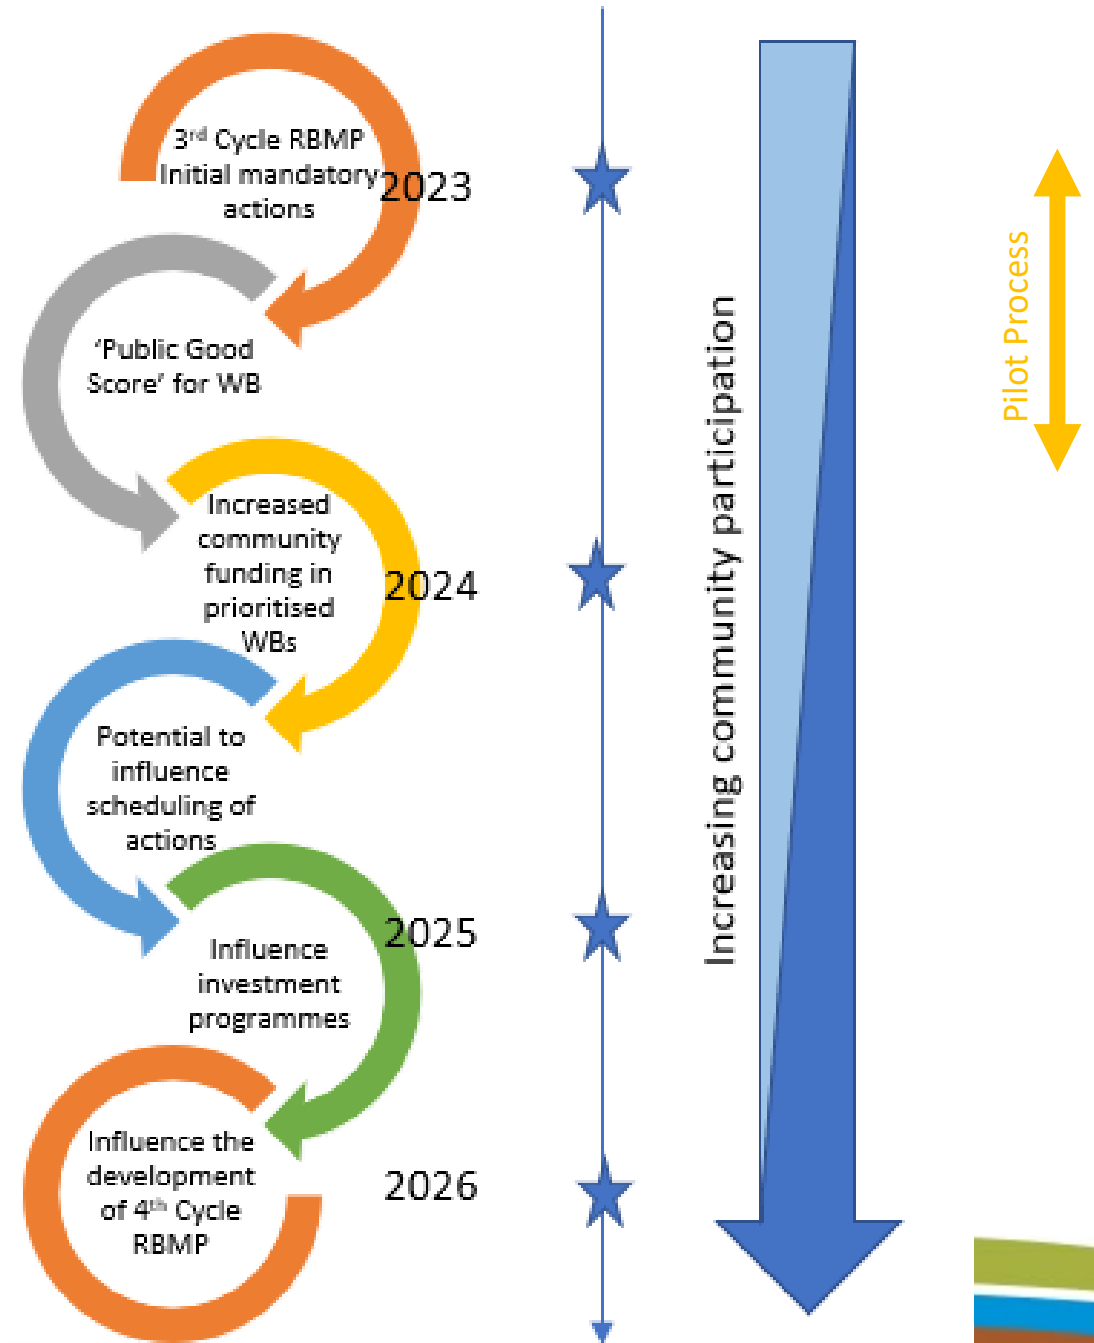 3rd Cycle RBMP
Initial mandatory
actions
2023
'Public Good
Score' for WB
Increased
community
funding in
prioritised
WBs
2024
Potential to
influence
scheduling of
actions
2025
Influence
investment
programmes
Influence the
development
of 4th Cycle
RBMP
2026
Increasing community participation
Pilot Process